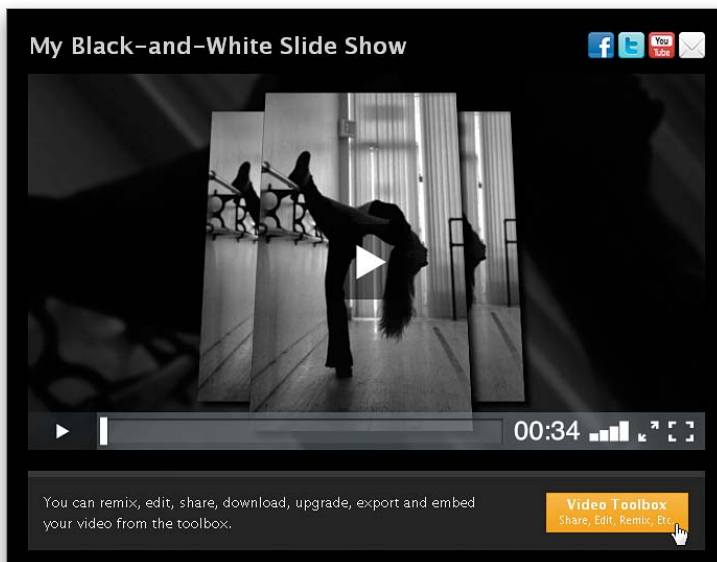 My Black-and-White Slide Show
f t You
Tube
00:34
You can remix, edit, share, download, upgrade, export and embed
your video from the toolbox.
Video Toolbox
Share, Edit, Remix, Etc